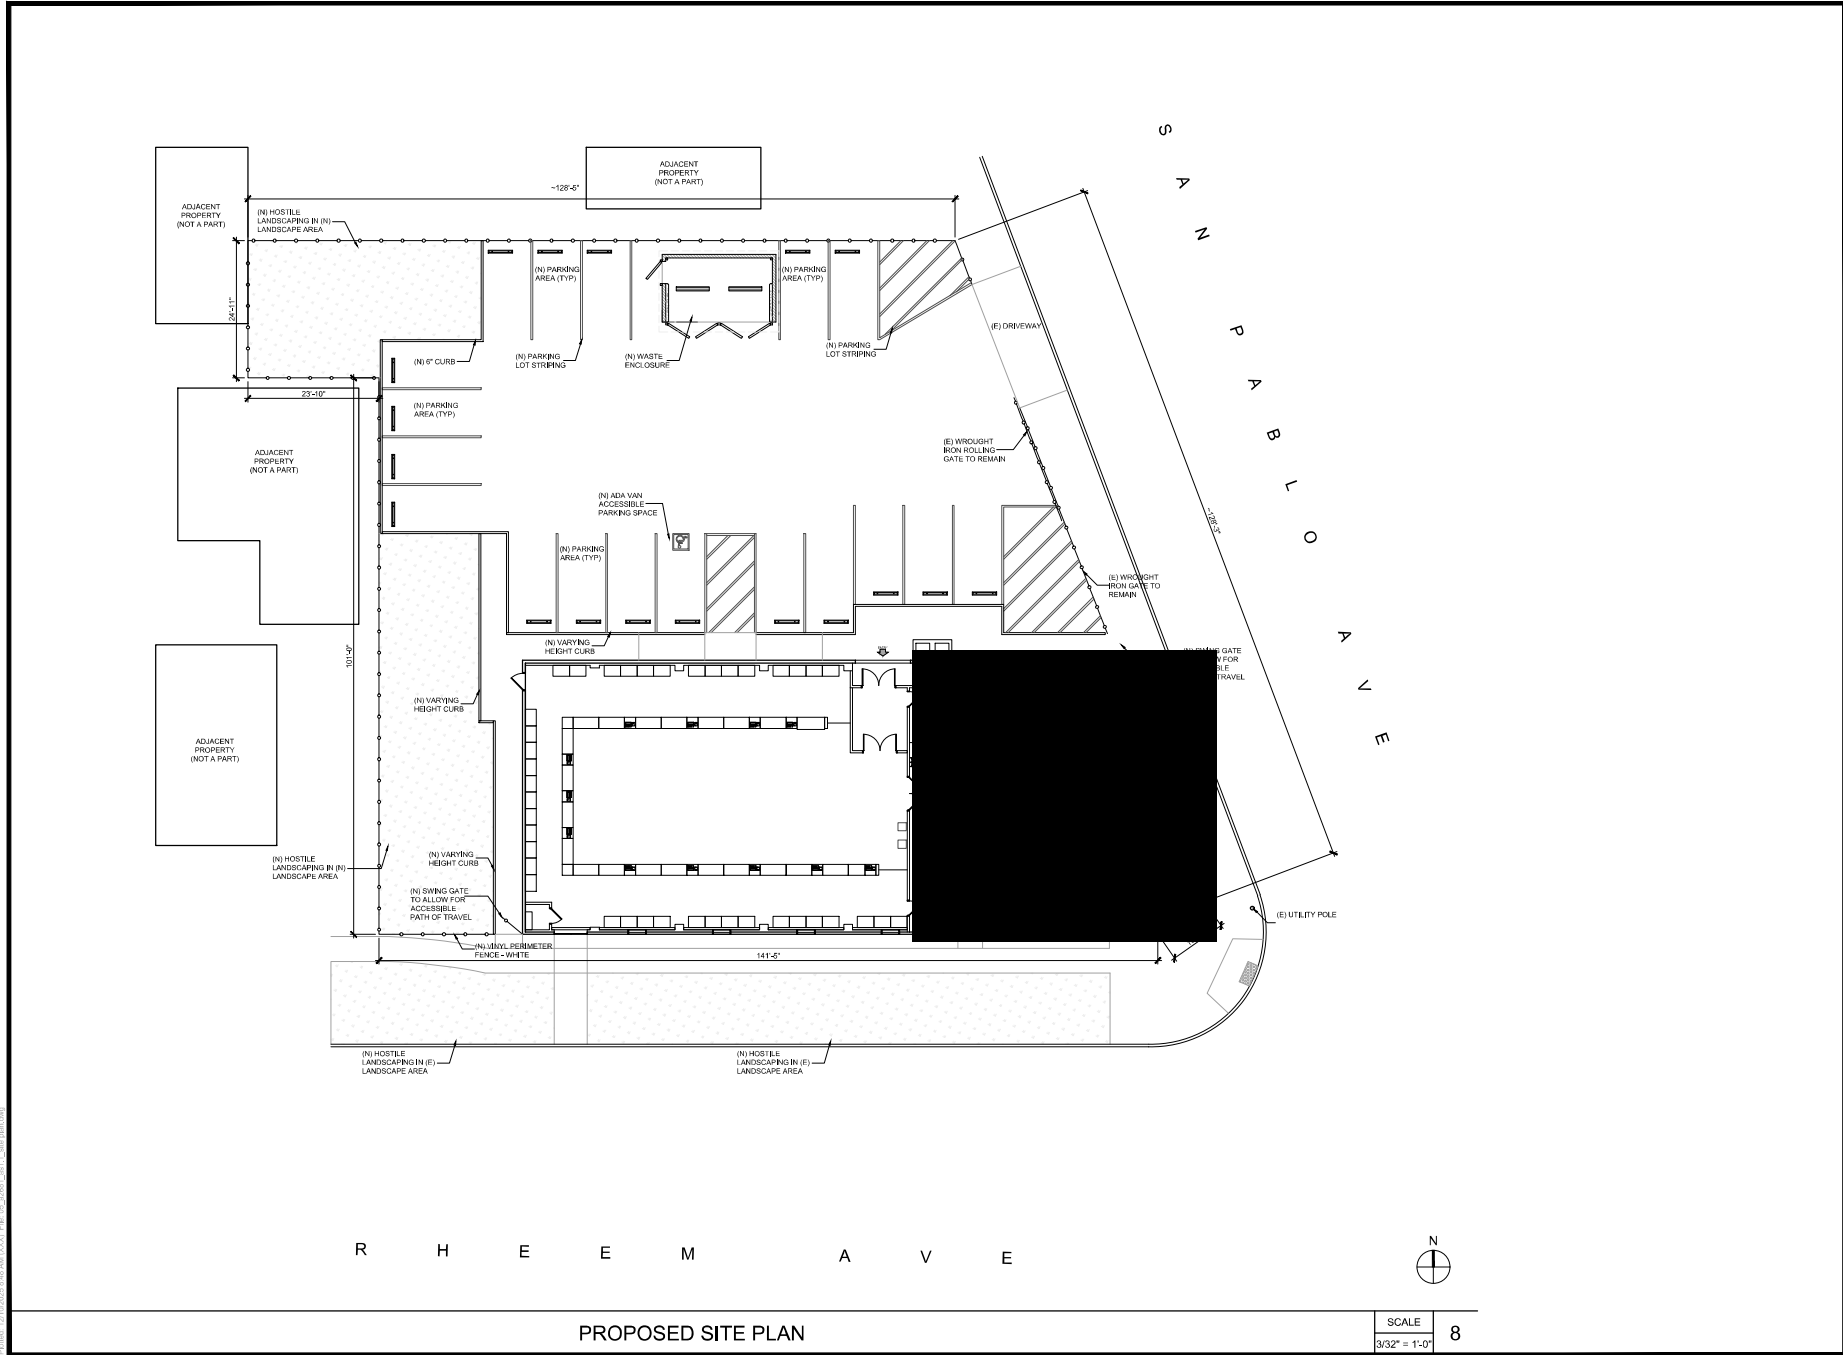 S A N P A B L O A V E
ADJACENT
PROPERTY
(NOT A PART)
~128'-5"
ADJACENT
PROPERTY
(NOT A PART)
(N) HOSTILE
LANDSCAPING IN (N)
LANDSCAPE AREA
24'-11"
(N) PARKING
AREA (TYP)
(N) PARKING
AREA (TYP)
(E) DRIVEWAY
(N) 6" CURB
(N) PARKING
LOT STRIPING
(N) WASTE
ENCLOSURE
(N) PARKING
LOT STRIPING
23'-10"
(N) PARKING
AREA (TYP)
ADJACENT
PROPERTY
(NOT A PART)
(E) WROUGHT
IRON ROLLING
GATE TO REMAIN
(N) ADA VAN
ACCESSIBLE
PARKING SPACE
~128'-3"
(N) PARKING
AREA (TYP)
(E) WROUGHT
IRON GATE TO
REMAIN
(N) VARYING
HEIGHT CURB
101'-0"
GATE
FOR
TRAVEL
(N) VARYING
HEIGHT CURB
ADJACENT
PROPERTY
(NOT A PART)
(N) HOSTILE
LANDSCAPING IN (N)
LANDSCAPE AREA
(N) VARYING
HEIGHT CURB
(N) SWING GATE
TO ALLOW FOR
ACCESSIBLE
PATH OF TRAVEL
(E) UTILITY POLE
(N) VINYL PERIMETER
FENCE - WHITE
141'-5"
(N) HOSTILE
LANDSCAPING IN (E)
LANDSCAPE AREA
(N) HOSTILE
LANDSCAPING IN (E)
LANDSCAPE AREA
R H E E M A V E
N
PROPOSED SITE PLAN
SCALE
3/32" = 1'-0"
8